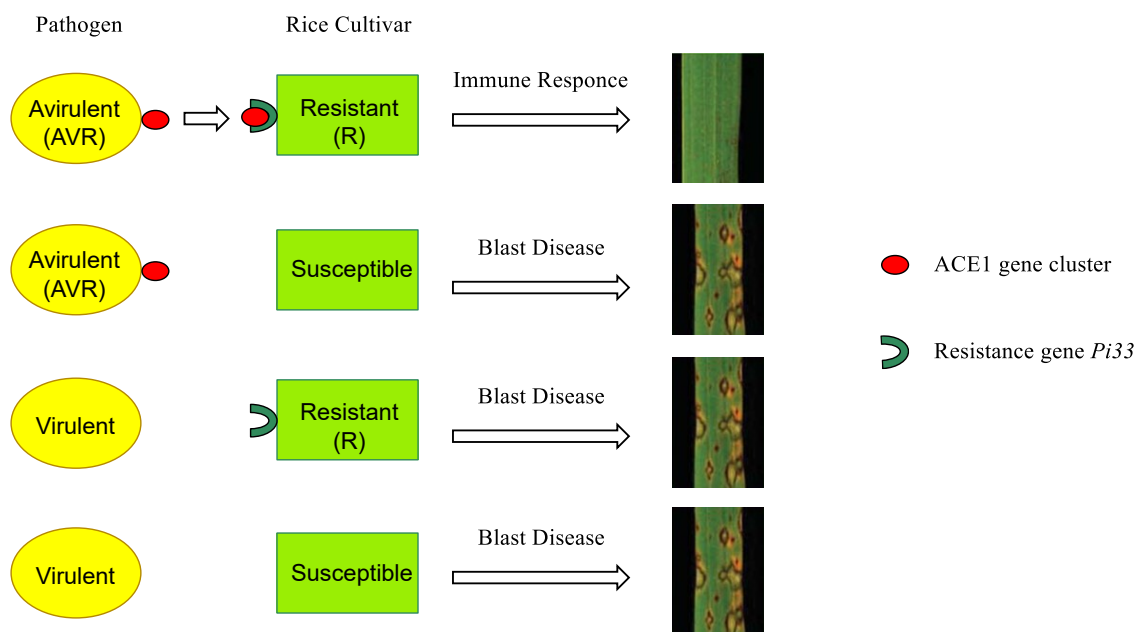 Pathogen
Rice Cultivar
Avirulent
(AVR)
Resistant
(R)
Immune Responce
Avirulent
(AVR)
Susceptible
Blast Disease
ACE1 gene cluster
Resistance gene Pi33
Virulent
Resistant
(R)
Blast Disease
Virulent
Susceptible
Blast Disease